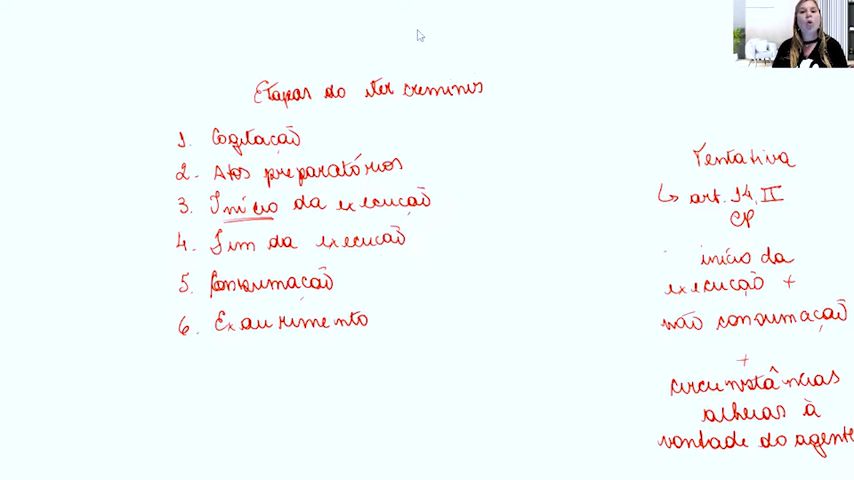 Etapas do iter criminis
1. Cogitação
2. Atos preparatórios
3. Início da execução
4. Fim da execução
5. Consumação
6. Exaurimento
Tentativa
↳ art. 14, II
CP
início da
execução +
não consumação
+
circunstâncias
alheias à
vontade do agente